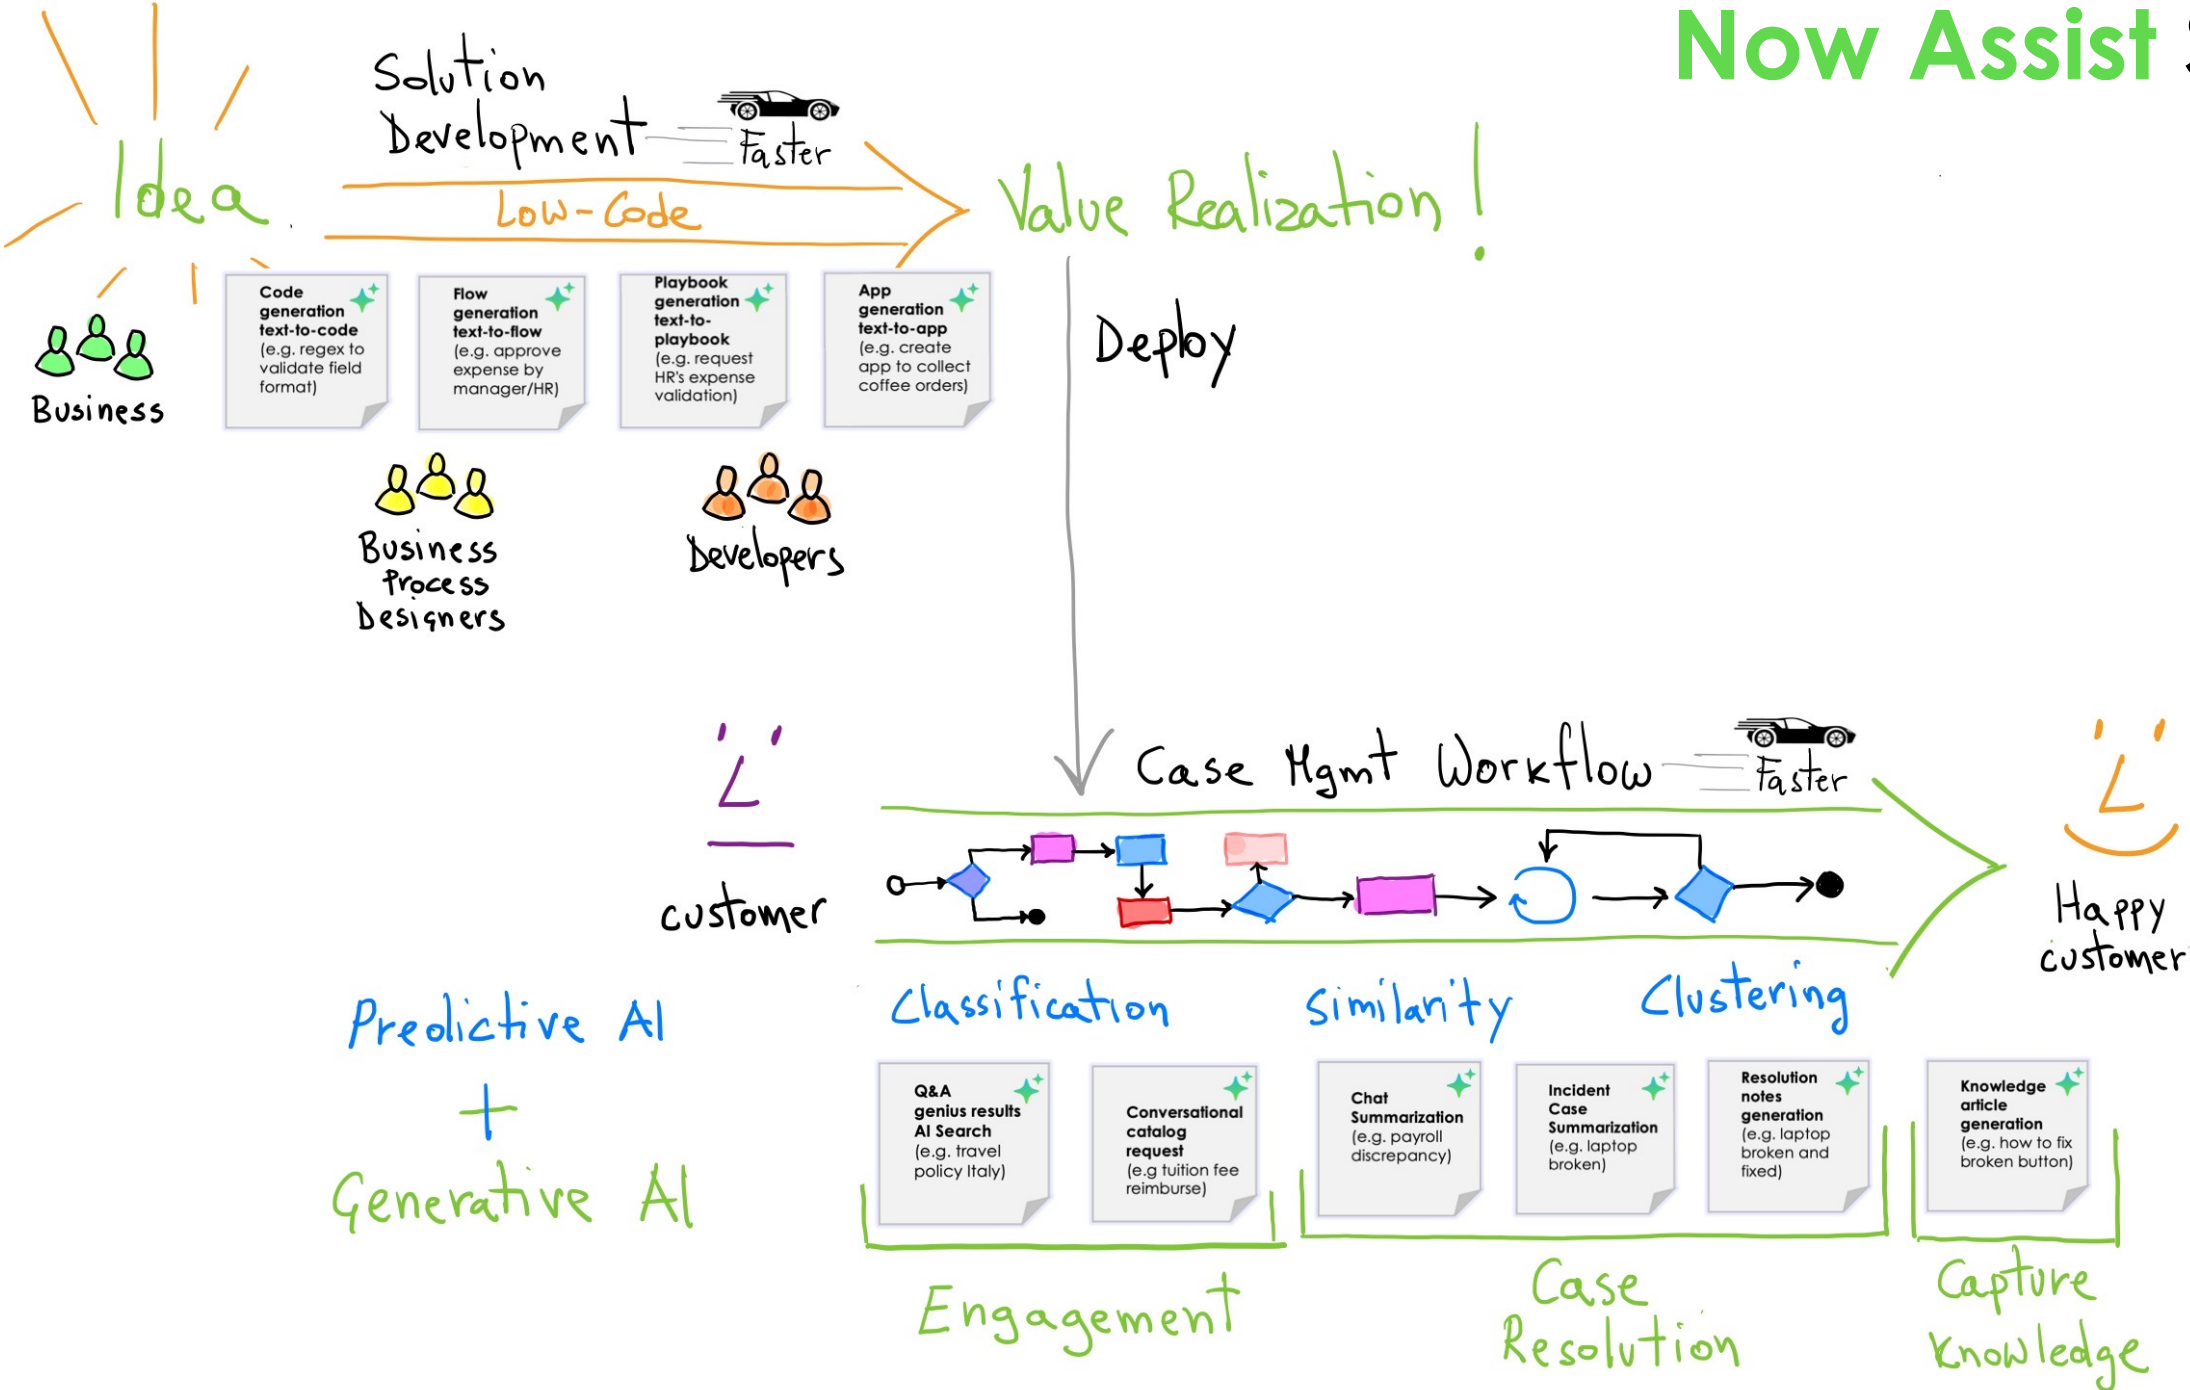 Now Assist S
Solution
Development
Faster
Idea
Low-Code
Value Realization!
Code
generation
text-to-code
(e.g. regex to
validate field
format)
Flow
generation
text-to-flow
(e.g. approve
expense by
manager/HR)
Playbook
generation
text-to-
playbook
(e.g. request
HR's expense
validation)
App
generation
text-to-app
(e.g. create
app to collect
coffee orders)
Deploy
Business
Business
Process
Designers
Developers
Case Mgmt Workflow
Faster
customer
Happy
customer
Predictive AI
+
Generative AI
Classification
Similarity
Clustering
Q&A
genius results
AI Search
(e.g. travel
policy Italy)
Conversational
catalog
request
(e.g tuition fee
reimburse)
Chat
Summarization
(e.g. payroll
discrepancy)
Incident
Case
Summarization
(e.g. laptop
broken)
Resolution
notes
generation
(e.g. laptop
broken and
fixed)
Knowledge
article
generation
(e.g. how to fix
broken button)
Engagement
Case
Resolution
Capture
Knowledge